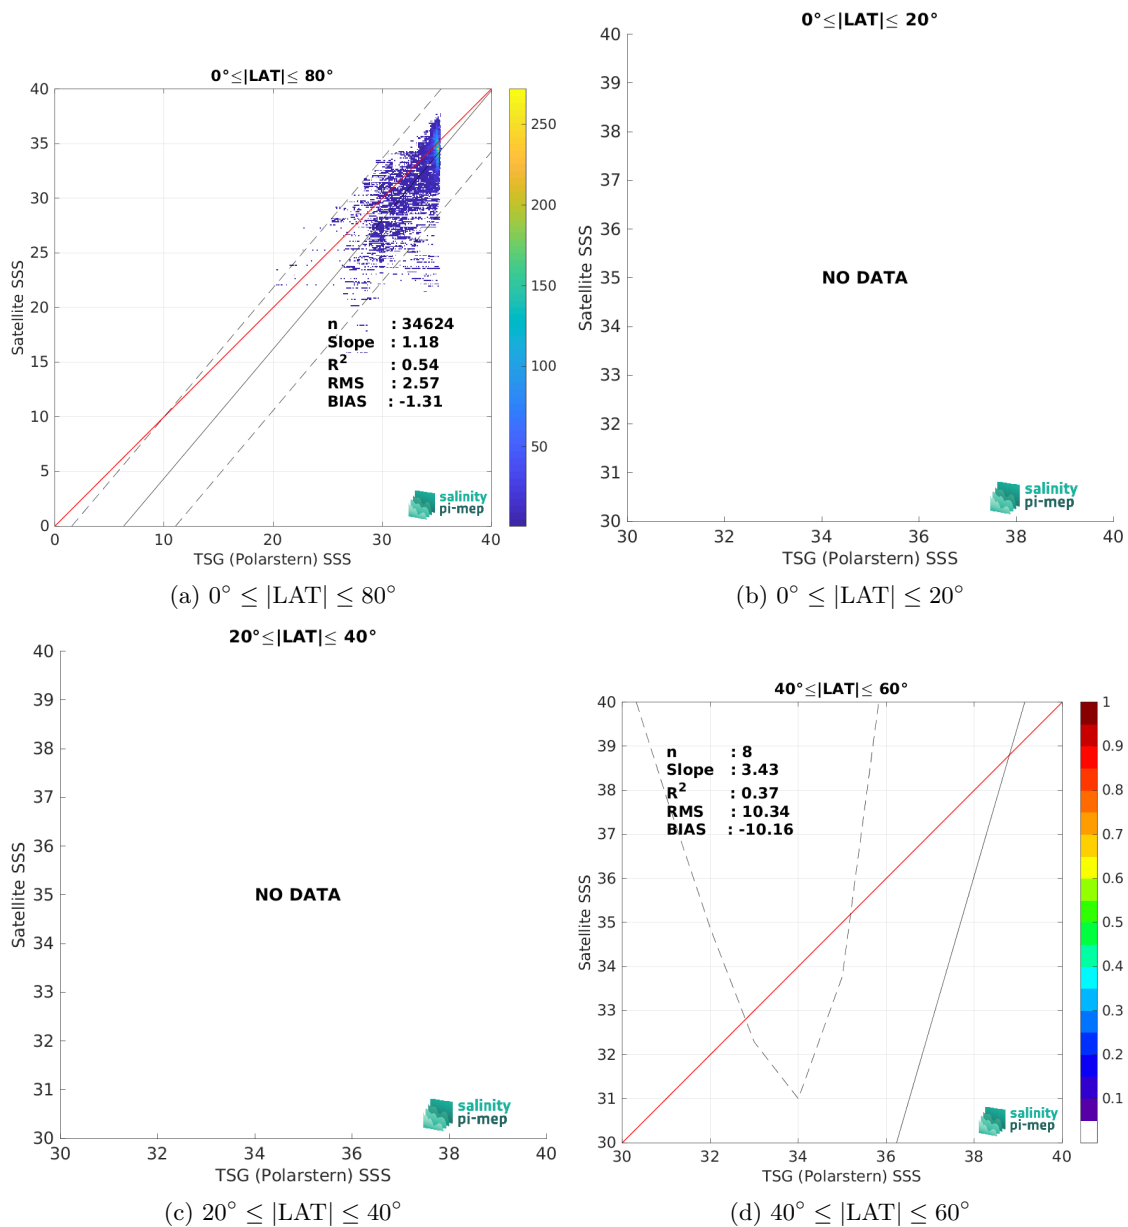 0°≤|LAT|≤ 80°
40
35
30
25
20
15
10
5
0
Satellite SSS
n : 34624
Slope : 1.18
R² : 0.54
RMS : 2.57
BIAS : -1.31
salinity
pi-mep
0 10 20 30 40
TSG (Polarstern) SSS
250
200
150
100
50
(a) 0° ≤ |LAT| ≤ 80°
0°≤|LAT|≤ 20°
40
39
38
37
36
35
34
33
32
31
30
Satellite SSS
NO DATA
salinity
pi-mep
30 32 34 36 38 40
TSG (Polarstern) SSS
(b) 0° ≤ |LAT| ≤ 20°
20°≤|LAT|≤ 40°
40
39
38
37
36
35
34
33
32
31
30
Satellite SSS
NO DATA
salinity
pi-mep
30 32 34 36 38 40
TSG (Polarstern) SSS
(c) 20° ≤ |LAT| ≤ 40°
40°≤|LAT|≤ 60°
40
39
38
37
36
35
34
33
32
31
30
Satellite SSS
n : 8
Slope : 3.43
R² : 0.37
RMS : 10.34
BIAS : -10.16
salinity
pi-mep
30 32 34 36 38 40
TSG (Polarstern) SSS
1
0.9
0.8
0.7
0.6
0.5
0.4
0.3
0.2
0.1
(d) 40° ≤ |LAT| ≤ 60°